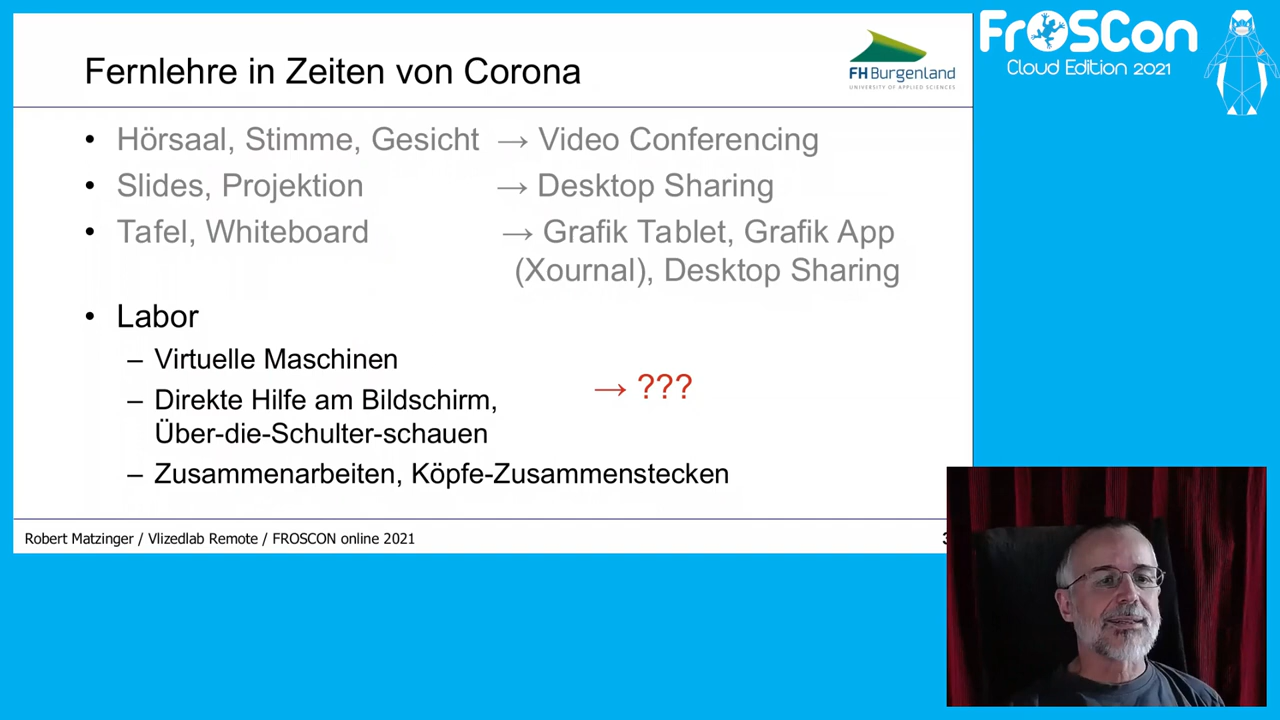 Fernlehre in Zeiten von Corona
FH Burgenland
UNIVERSITY OF APPLIED SCIENCES
FrOSCon
Cloud Edition 2021
• Hörsaal, Stimme, Gesicht → Video Conferencing
• Slides, Projektion → Desktop Sharing
• Tafel, Whiteboard → Grafik Tablet, Grafik App
(Xournal), Desktop Sharing
• Labor
– Virtuelle Maschinen
→ ???
– Direkte Hilfe am Bildschirm,
Über-die-Schulter-schauen
– Zusammenarbeiten, Köpfe-Zusammenstecken
Robert Matzinger / Vlizedlab Remote / FROSCON online 2021